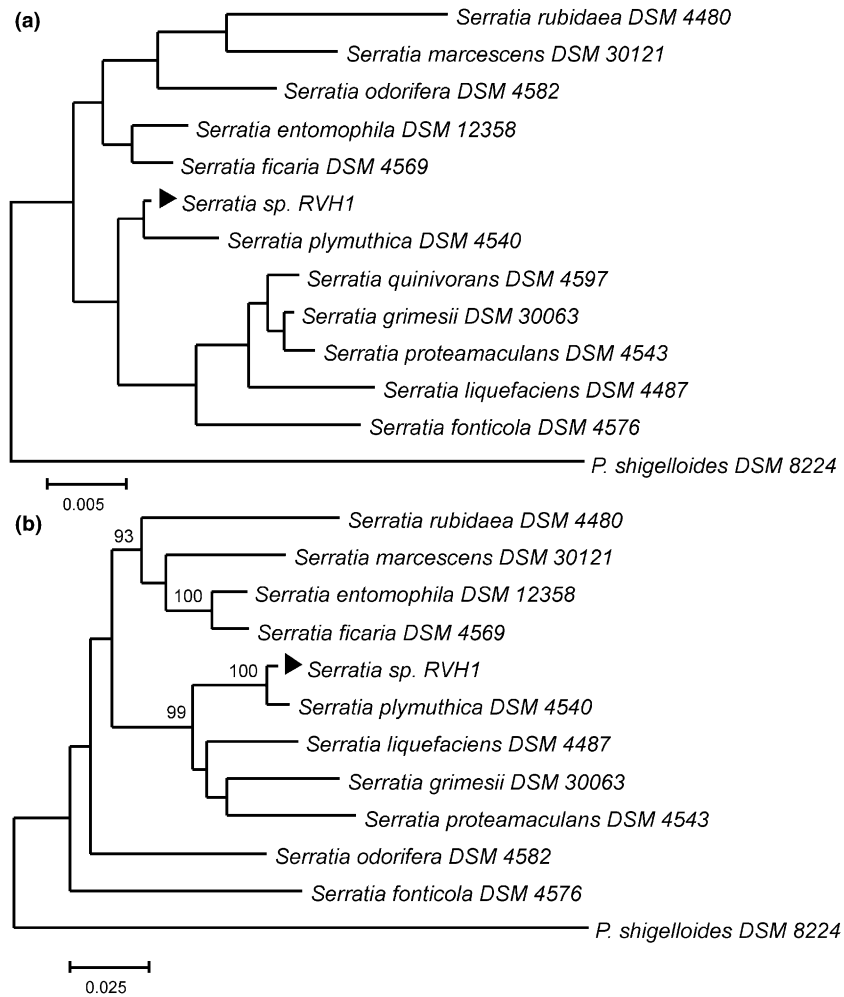 (a)
Serratia rubidaea DSM 4480
Serratia marcescens DSM 30121
Serratia odorifera DSM 4582
Serratia entomophila DSM 12358
Serratia ficaria DSM 4569
Serratia sp. RVH1
Serratia plymuthica DSM 4540
Serratia quinivorans DSM 4597
Serratia grimesii DSM 30063
Serratia proteamaculans DSM 4543
Serratia liquefaciens DSM 4487
Serratia fonticola DSM 4576
P. shigelloides DSM 8224
0.005
(b)
Serratia rubidaea DSM 4480
93
Serratia marcescens DSM 30121
100
Serratia entomophila DSM 12358
Serratia ficaria DSM 4569
100
Serratia sp. RVH1
Serratia plymuthica DSM 4540
99
Serratia liquefaciens DSM 4487
Serratia grimesii DSM 30063
Serratia proteamaculans DSM 4543
Serratia odorifera DSM 4582
Serratia fonticola DSM 4576
P. shigelloides DSM 8224
0.025